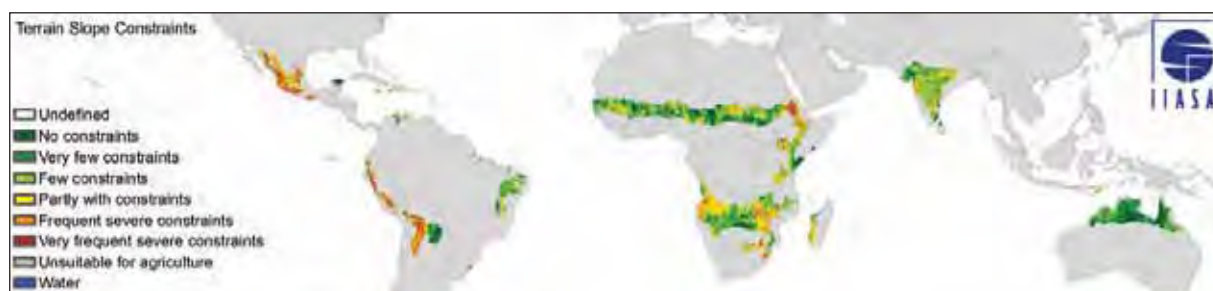 Terrain Slope Constraints
Undefined
No constraints
Very few constraints
Few constraints
Partly with constraints
Frequent severe constraints
Very frequent severe constraints
Unsuitable for agriculture
Water
IIASA